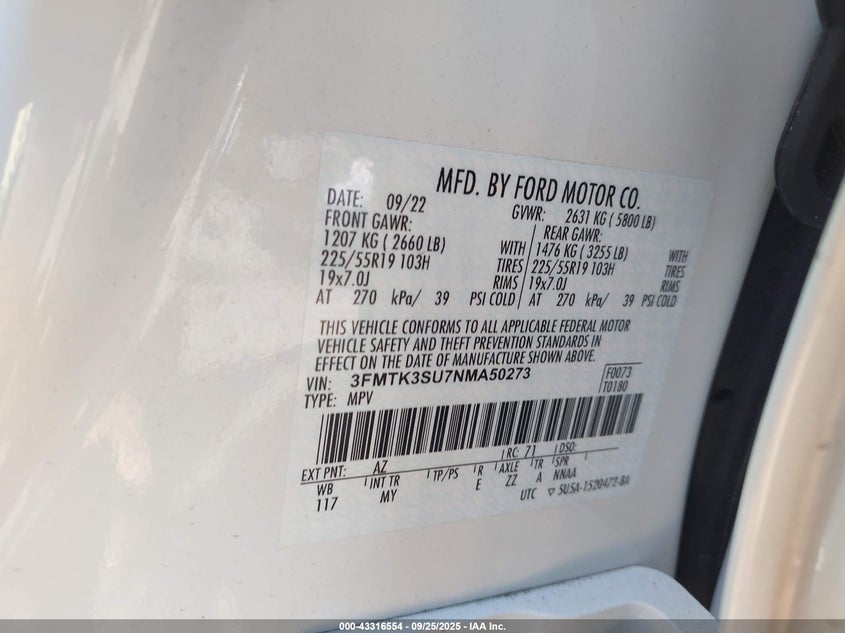 MFD. BY FORD MOTOR CO.
DATE: 09/22 GVWR: 2631 KG ( 5800 LB)
FRONT GAWR: REAR GAWR:
1207 KG ( 2660 LB) WITH 1476 KG ( 3255 LB) WITH
225/55R19 103H TIRES 225/55R19 103H TIRES
19x7.0J RIMS 19x7.0J RIMS
AT 270 kPa/ 39 PSI COLD AT 270 kPa/ 39 PSI COLD
THIS VEHICLE CONFORMS TO ALL APPLICABLE FEDERAL MOTOR
VEHICLE SAFETY AND THEFT PREVENTION STANDARDS IN
EFFECT ON THE DATE OF MANUFACTURE SHOWN ABOVE.
VIN: 3FMTK3SU7NMA50273 F0073
TYPE: MPV T0180
EXT PNT: AZ RC: 71 DSO:
WB INT TR TP/PS R AXLE TR SPR
117 MY E ZZ A NNAA
UTC ▽ 5U5A-1520472-BA
000-43316554 - 09/25/2025 - IAA Inc.